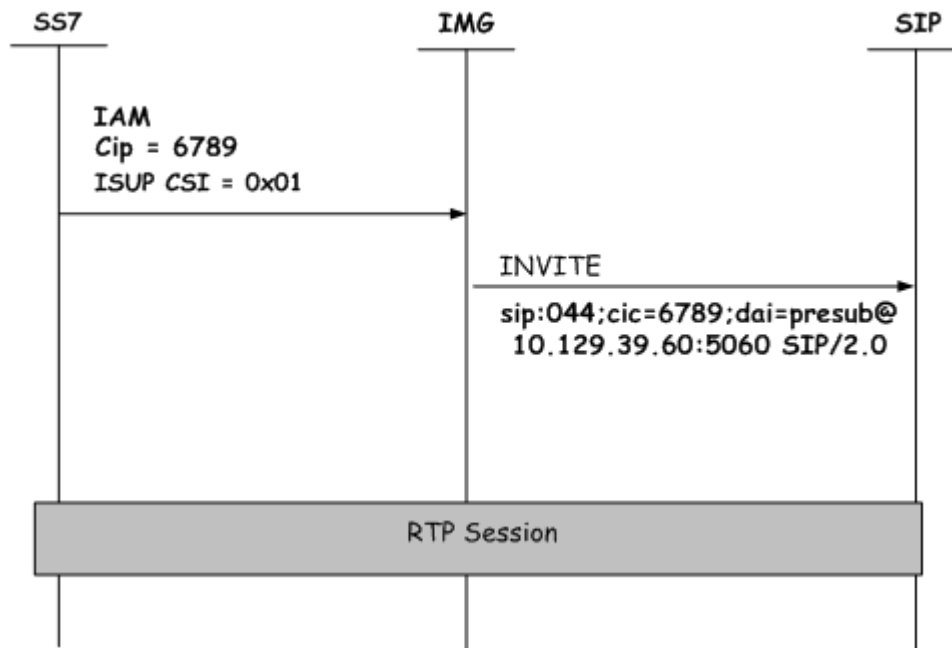 SS7
IMG
SIP
IAM
Cip = 6789
ISUP CSI = 0x01
INVITE
sip:044;cic=6789;dai=presub@
10.129.39.60:5060 SIP/2.0
RTP Session